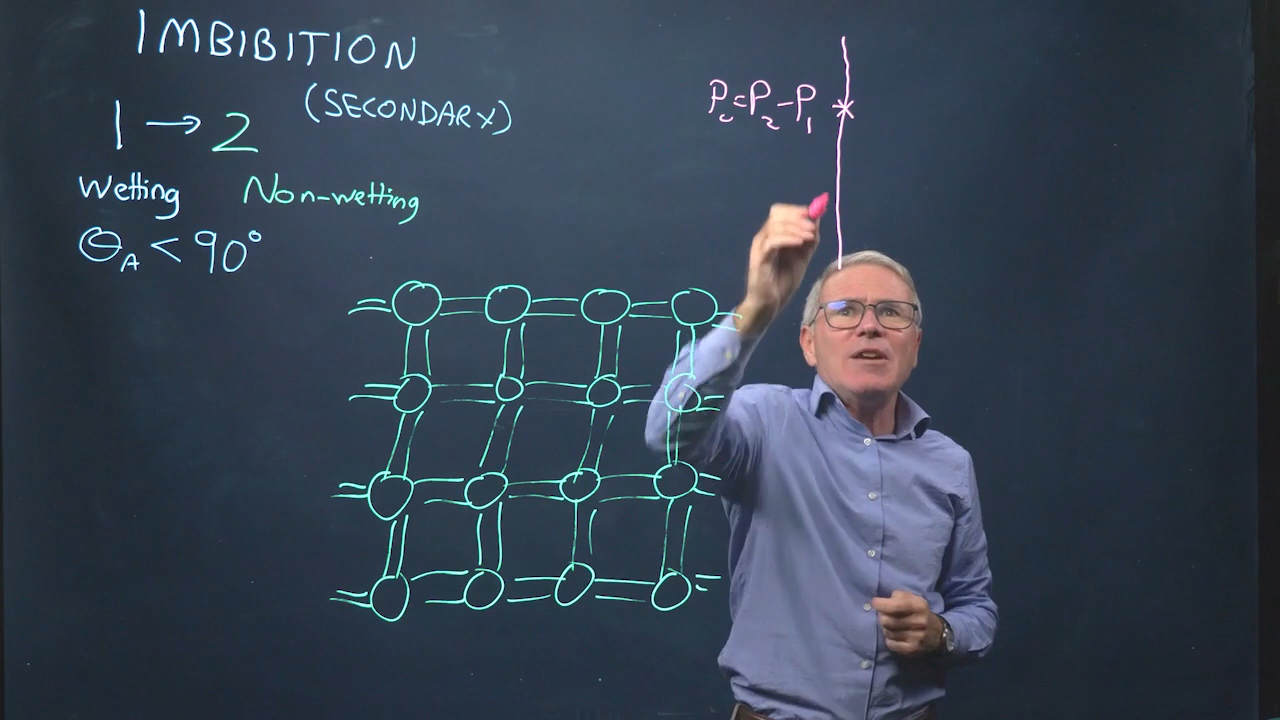 IMBIBITION
(SECONDARY)
1 → 2
Wetting Non-wetting
θA < 90°
Pc=P2-P1